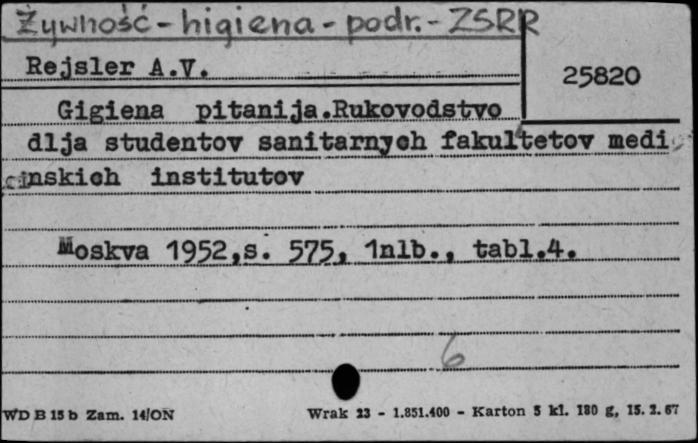 Żywność - higiena - podr. - ZSRR
Rejsler A.V.
25820
Gigiena pitanija.Rukovodstvo
dlja studentov sanitarnych fakultetov medi
cinskich institutov
Moskva 1952,s. 575, 1nlb., tabl.4.
6
WD B 15 b Zam. 14/ON
Wrak 23 - 1.851.400 - Karton 5 kl. 180 g, 15. 2. 67